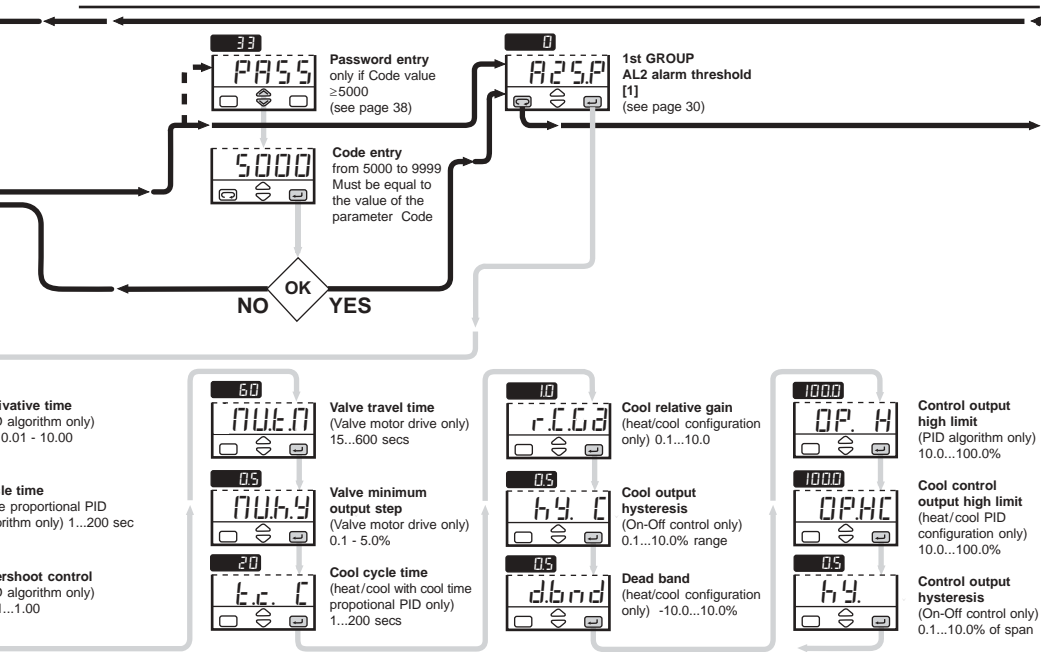 33
PASS
Password entry
only if Code value
≥5000
(see page 38)
0
A2S.P
1st GROUP
AL2 alarm threshold
[1]
(see page 30)
5000
Code entry
from 5000 to 9999
Must be equal to
the value of the
parameter Code
OK
NO
YES
ivative time
algorithm only)
0.01 - 10.00
le time
e proportional PID
orithm only) 1...200 sec
ershoot control
algorithm only)
1...1.00
60
MV.t.M
Valve travel time
(Valve motor drive only)
15...600 secs
0.5
MV.h.y
Valve minimum
output step
(Valve motor drive only)
0.1 - 5.0%
20
t.c. C
Cool cycle time
(heat/cool with cool time
propotional PID only)
1...200 secs
1.0
r.C.Ga
Cool relative gain
(heat/cool configuration
only) 0.1...10.0
0.5
hy. C
Cool output
hysteresis
(On-Off control only)
0.1...10.0% range
0.5
d.bnd
Dead band
(heat/cool configuration
only) -10.0...10.0%
100.0
OP. H
Control output
high limit
(PID algorithm only)
10.0...100.0%
100.0
OP.HC
Cool control
output high limit
(heat/cool PID
configuration only)
10.0...100.0%
0.5
hy.
Control output
hysteresis
(On-Off control only)
0.1...10.0% of span